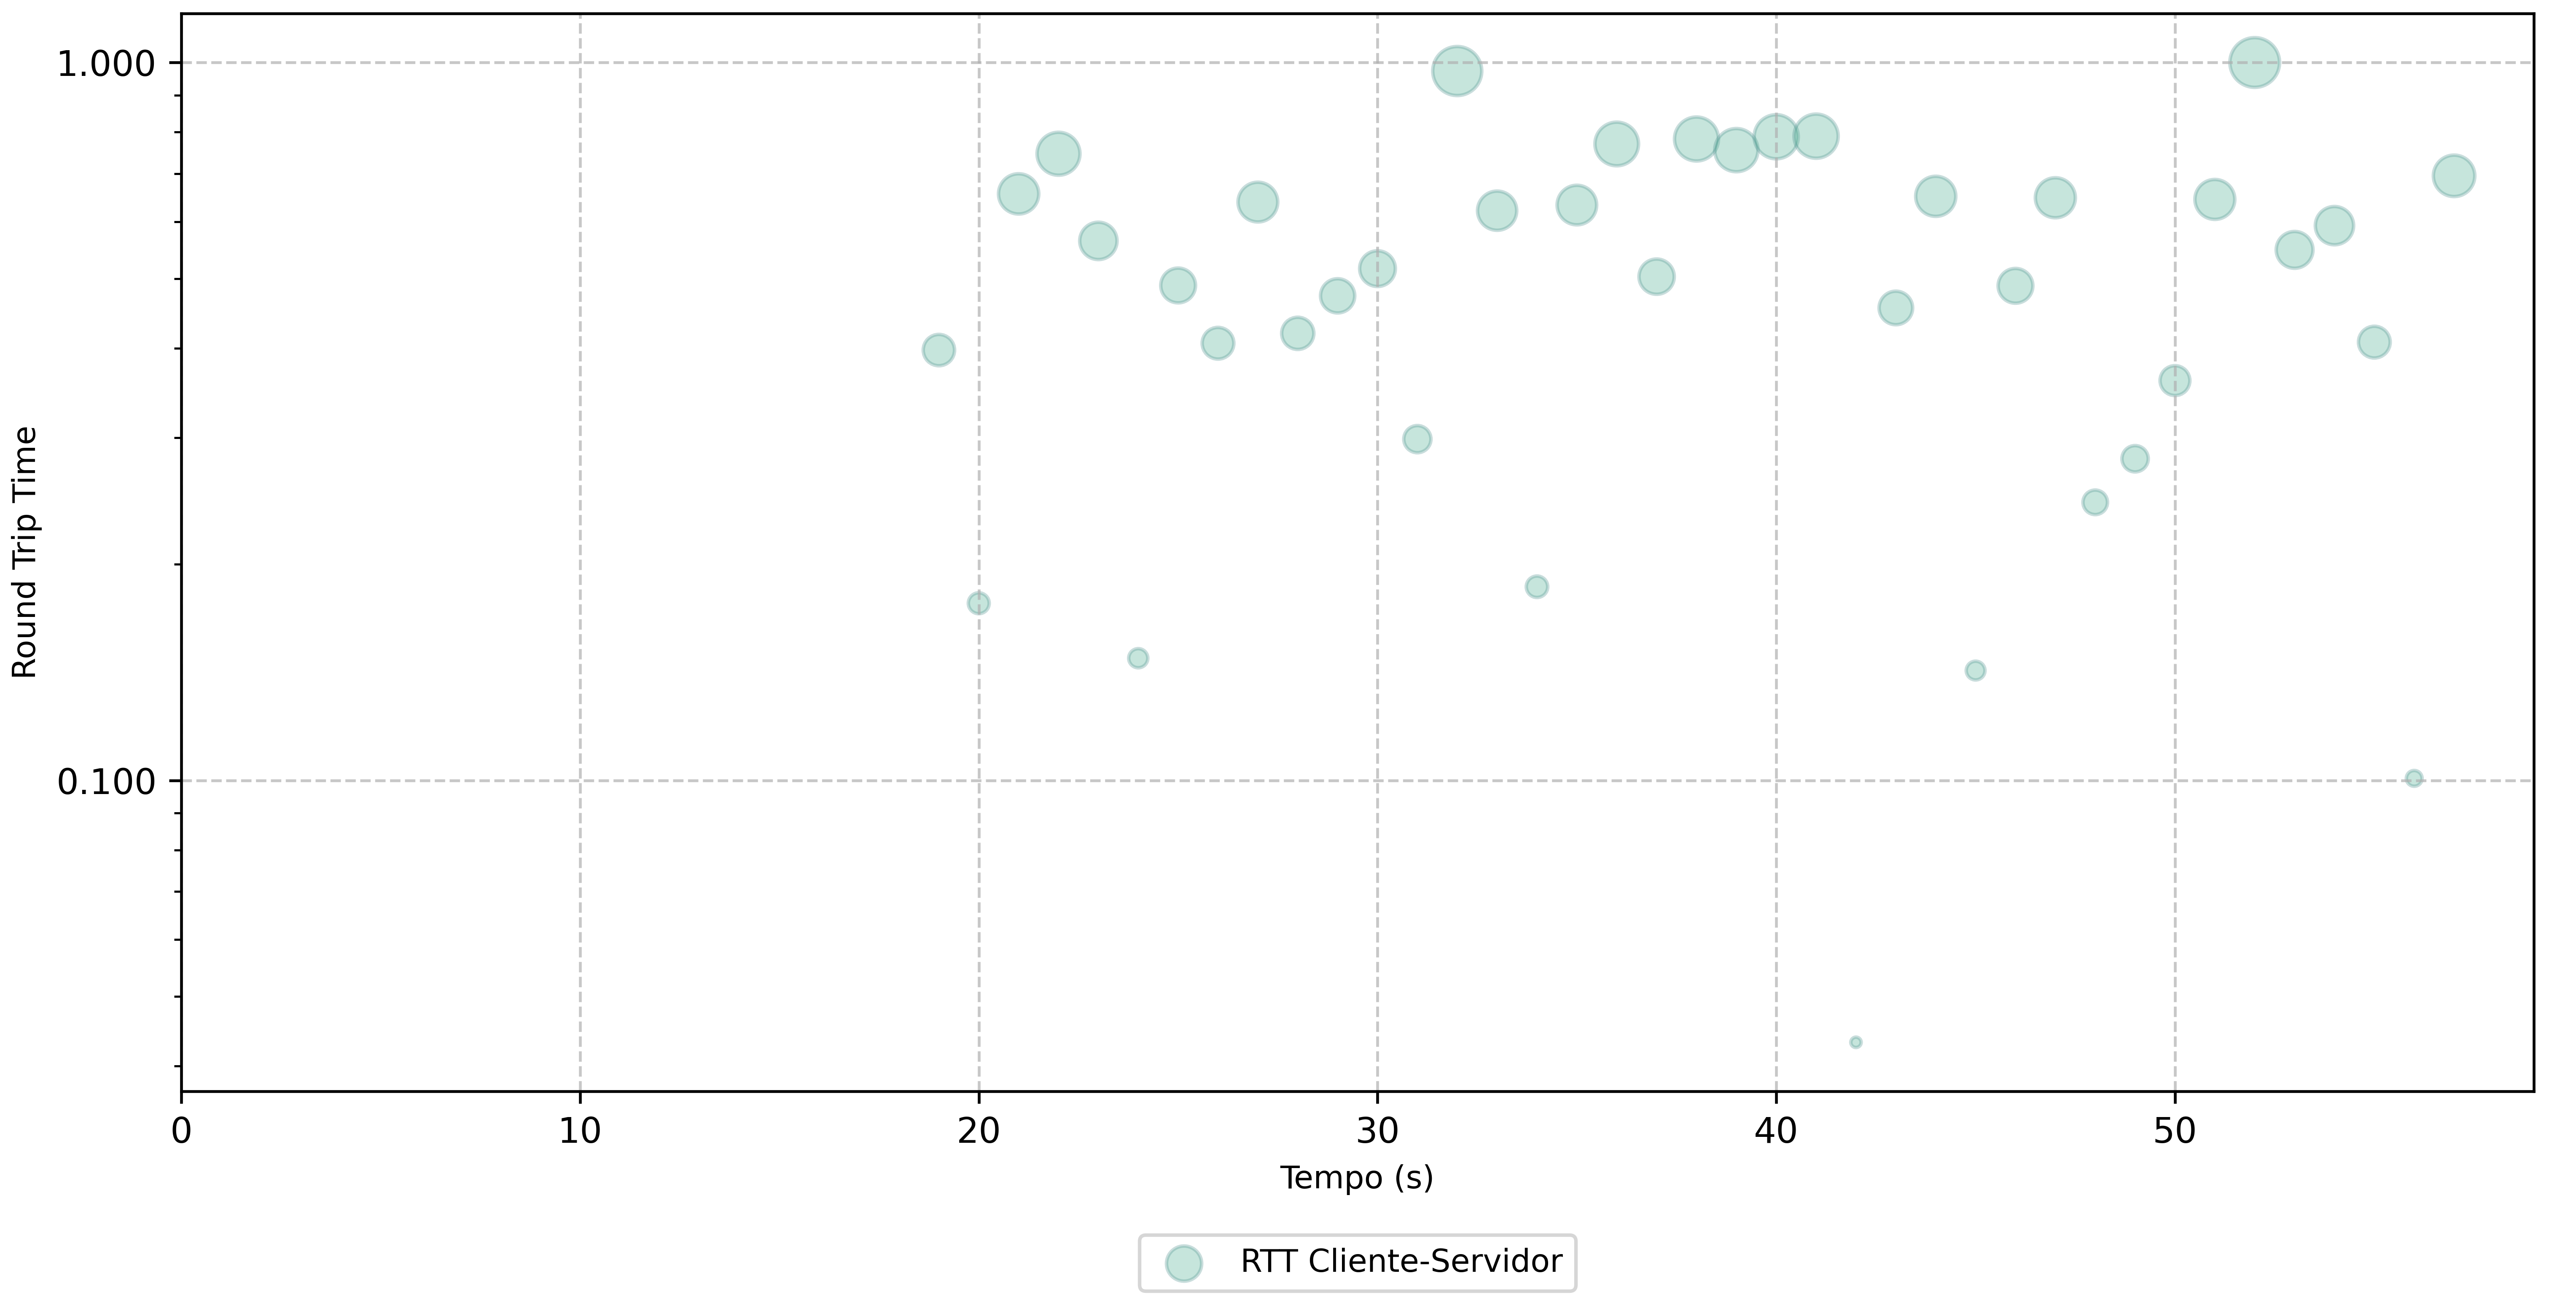 1.000
0.100
Round Trip Time
0 10 20 30 40 50
Tempo (s)
RTT Cliente-Servidor